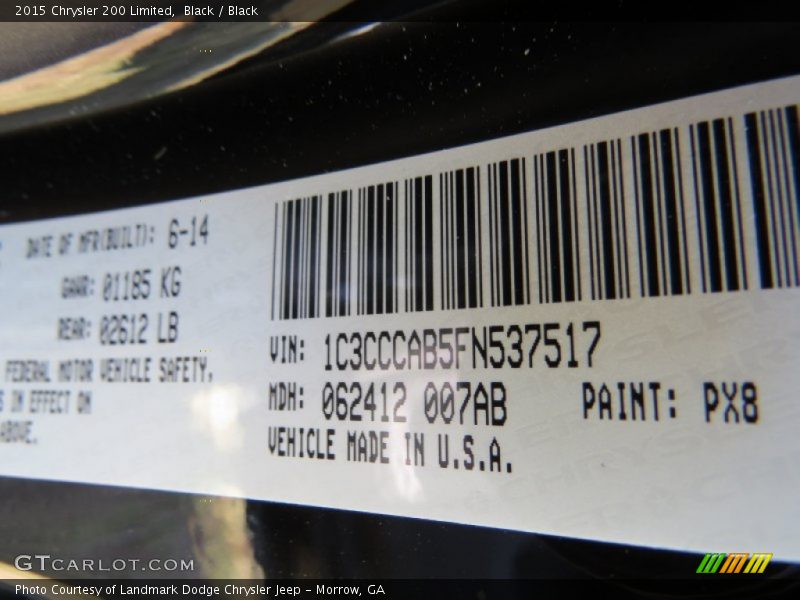 2015 Chrysler 200 Limited, Black / Black
DATE OF MFR(BUILT): 6-14
GAWR: 01185 KG
REAR: 02612 LB
FEDERAL MOTOR VEHICLE SAFETY,
IN EFFECT ON
ABOVE.
VIN: 1C3CCCAB5FN537517
MDH: 062412 007AB PAINT: PX8
VEHICLE MADE IN U.S.A.
GTCARLOT.COM
Photo Courtesy of Landmark Dodge Chrysler Jeep – Morrow, GA